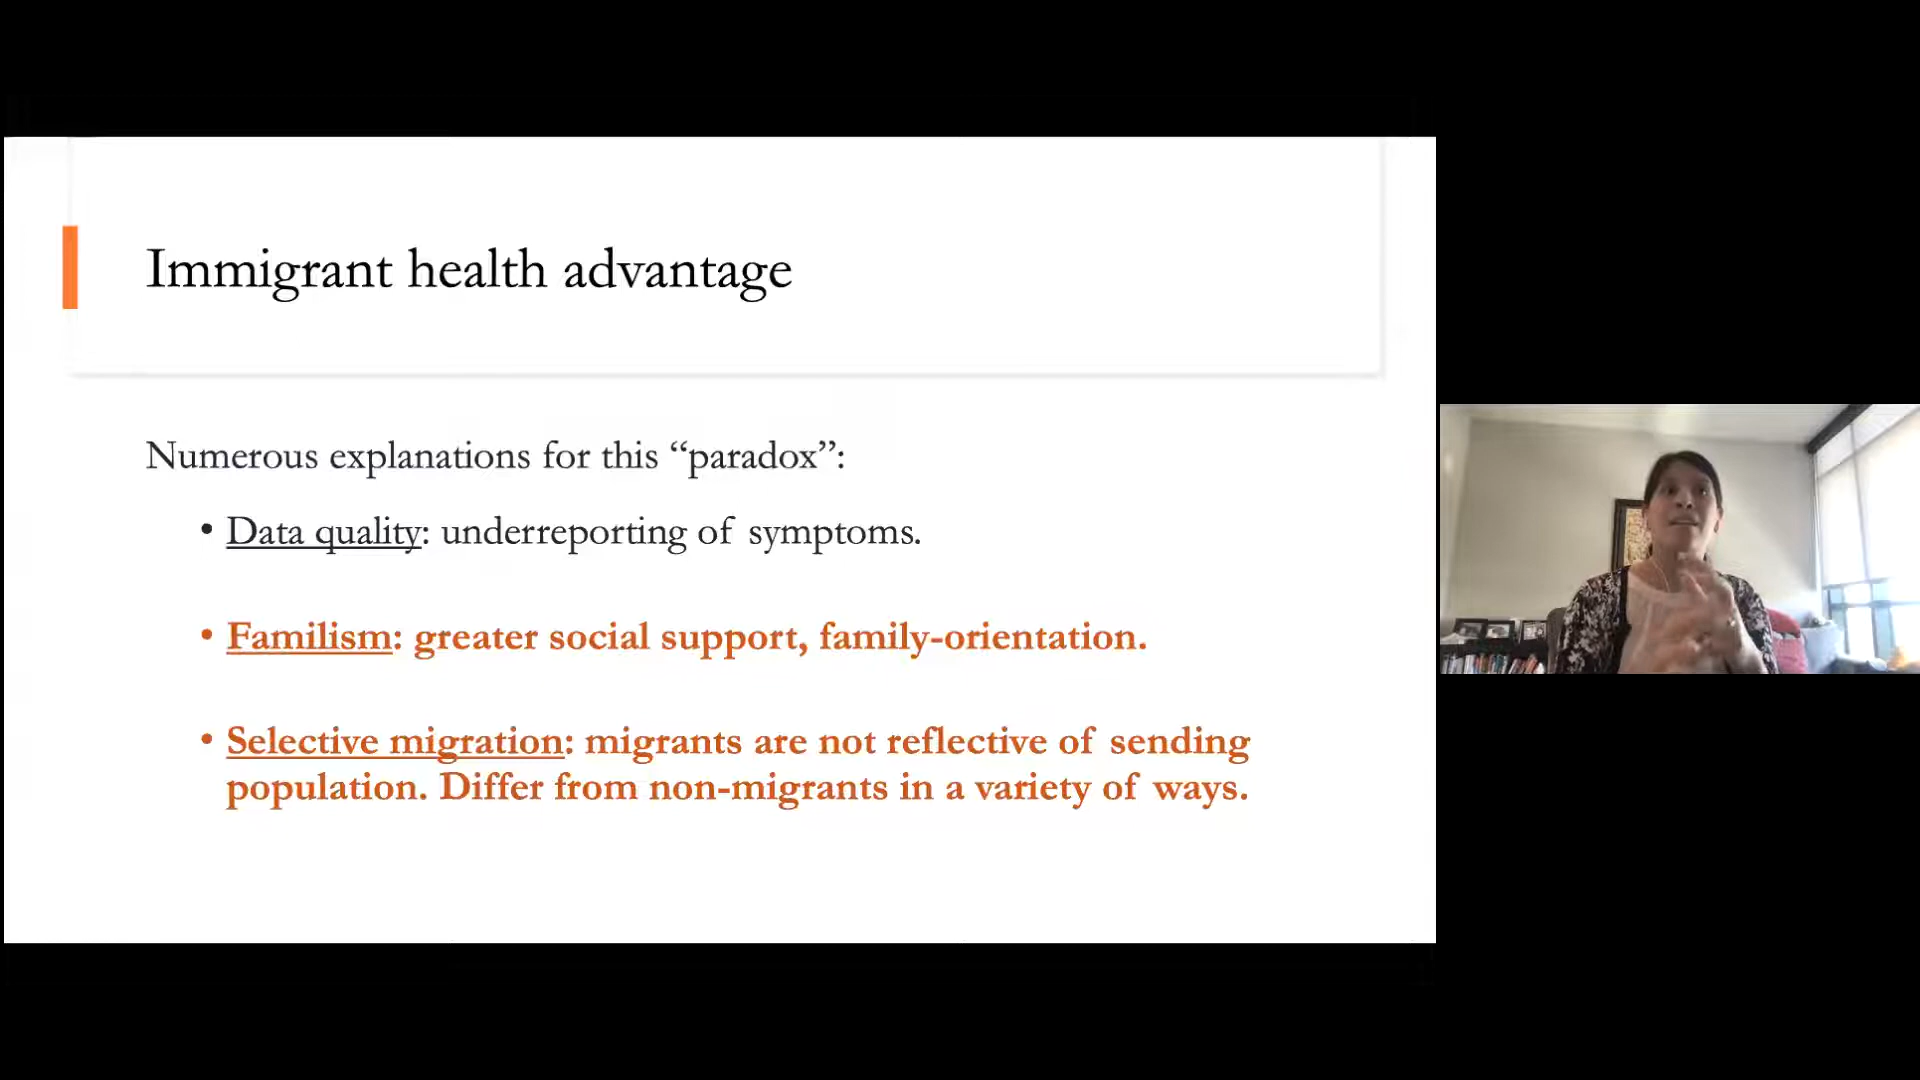 Immigrant health advantage
Numerous explanations for this “paradox”:
• Data quality: underreporting of symptoms.
• Familism: greater social support, family-orientation.
• Selective migration: migrants are not reflective of sending
population. Differ from non-migrants in a variety of ways.